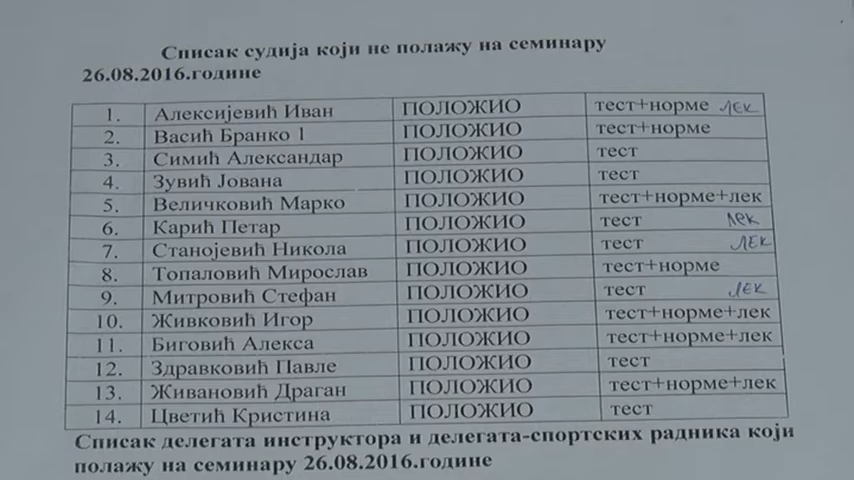 Списак судија који не полажу на семинару
26.08.2016.године
1. Алексијевић Иван ПОЛОЖИО тест+норме лек
2. Васић Бранко 1 ПОЛОЖИО тест+норме
3. Симић Александар ПОЛОЖИО тест
4. Зувић Јована ПОЛОЖИО тест
5. Величковић Марко ПОЛОЖИО тест+норме+лек
6. Карић Петар ПОЛОЖИО тест лек
7. Станојевић Никола ПОЛОЖИО тест лек
8. Топаловић Мирослав ПОЛОЖИО тест+норме
9. Митровић Стефан ПОЛОЖИО тест лек
10. Живковић Игор ПОЛОЖИО тест+норме+лек
11. Биговић Алекса ПОЛОЖИО тест+норме+лек
12. Здравковић Павле ПОЛОЖИО тест
13. Живановић Драган ПОЛОЖИО тест+норме+лек
14. Цветић Кристина ПОЛОЖИО тест
Списак делегата инструктора и делегата-спортских радника који
полажу на семинару 26.08.2016.године